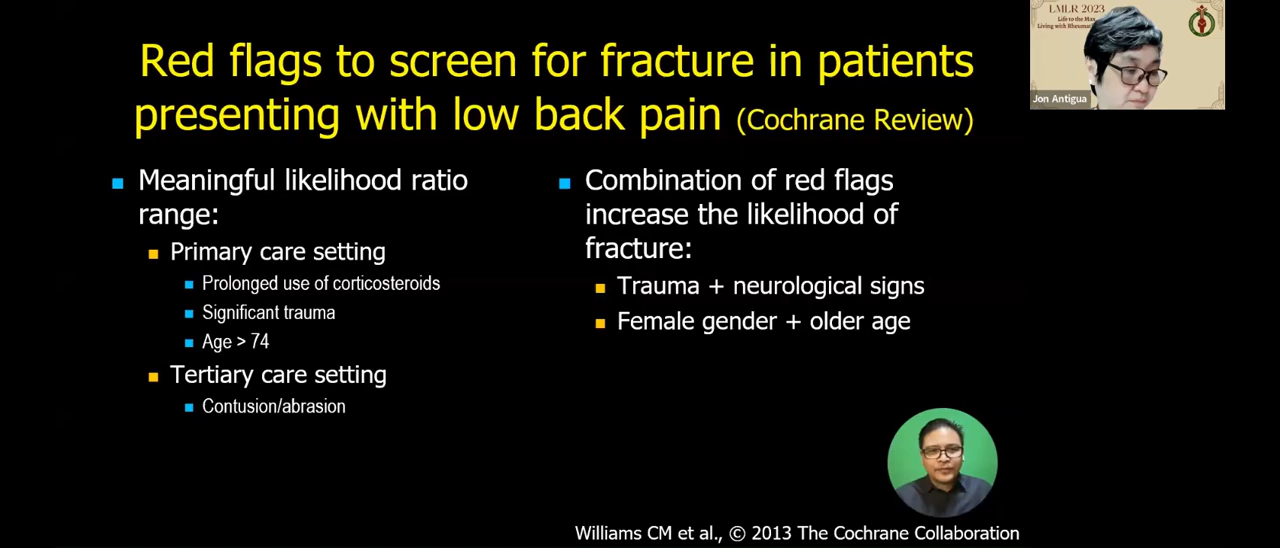 Red flags to screen for fracture in patients
presenting with low back pain (Cochrane Review)
Meaningful likelihood ratio
range:
Primary care setting
Prolonged use of corticosteroids
Significant trauma
Age > 74
Tertiary care setting
Contusion/abrasion
Combination of red flags
increase the likelihood of
fracture:
Trauma + neurological signs
Female gender + older age
Williams CM et al., © 2013 The Cochrane Collaboration
LMLR 2023
Life to the Max
Living with Rheumat
Jon Antigua